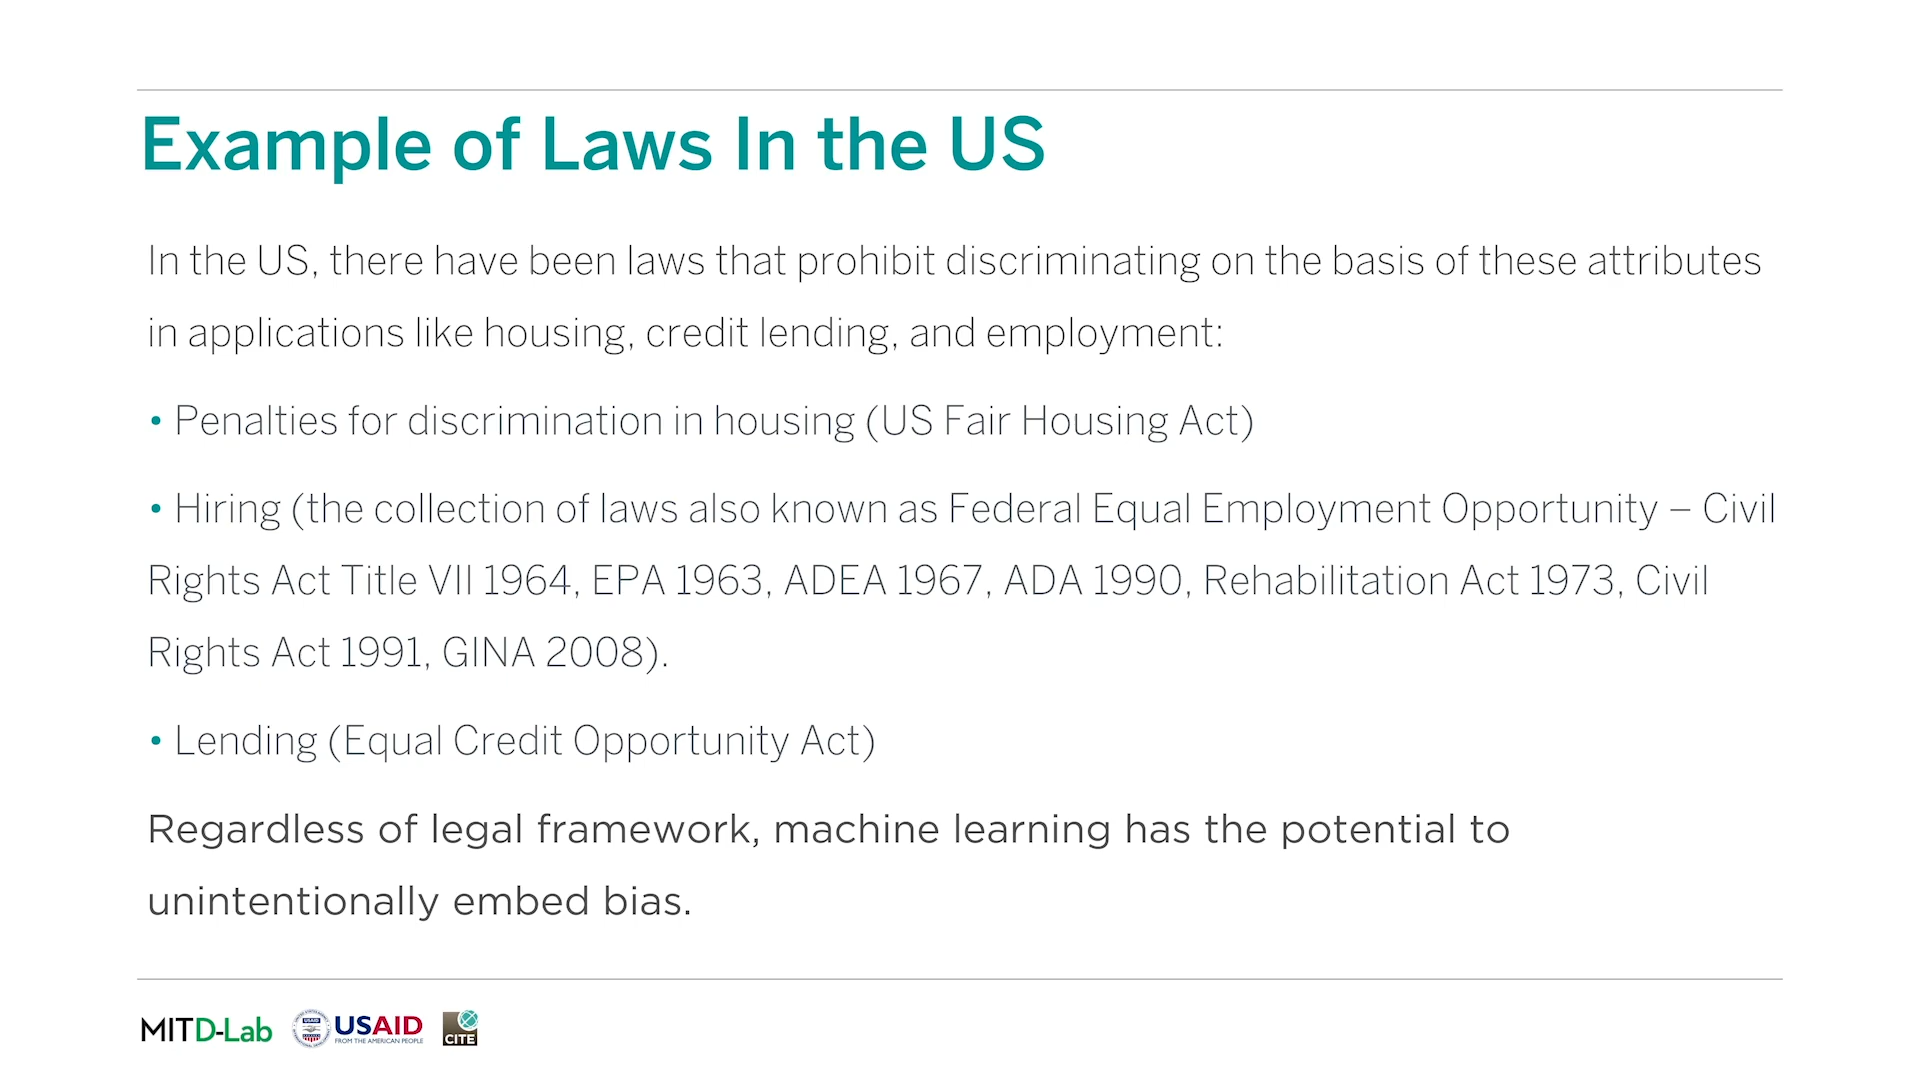 Example of Laws In the US
In the US, there have been laws that prohibit discriminating on the basis of these attributes
in applications like housing, credit lending, and employment:
• Penalties for discrimination in housing (US Fair Housing Act)
• Hiring (the collection of laws also known as Federal Equal Employment Opportunity – Civil
Rights Act Title VII 1964, EPA 1963, ADEA 1967, ADA 1990, Rehabilitation Act 1973, Civil
Rights Act 1991, GINA 2008).
• Lending (Equal Credit Opportunity Act)
Regardless of legal framework, machine learning has the potential to
unintentionally embed bias.
MIT D-Lab
USAID
USAID
FROM THE AMERICAN PEOPLE
CITE